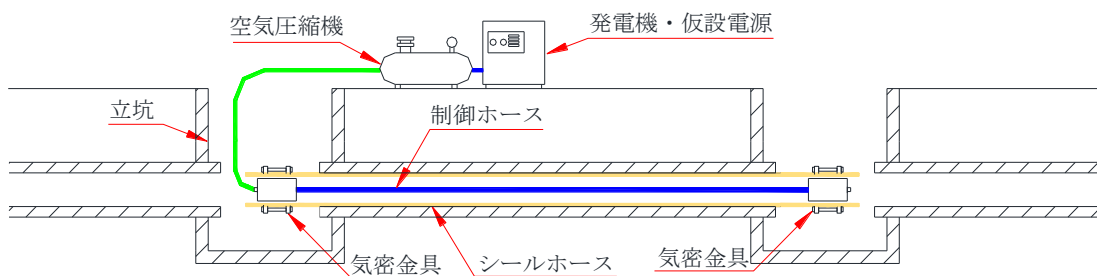 空気圧縮機
発電機・仮設電源
立坑
制御ホース
気密金具
シールホース
気密金具